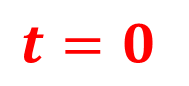 t = 0